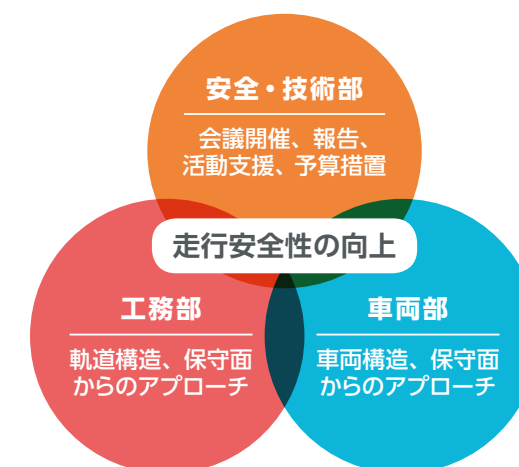 安全・技術部
会議開催、報告、
活動支援、予算措置
走行安全性の向上
工務部
軌道構造、保守面
からのアプローチ
車両部
車両構造、保守面
からのアプローチ